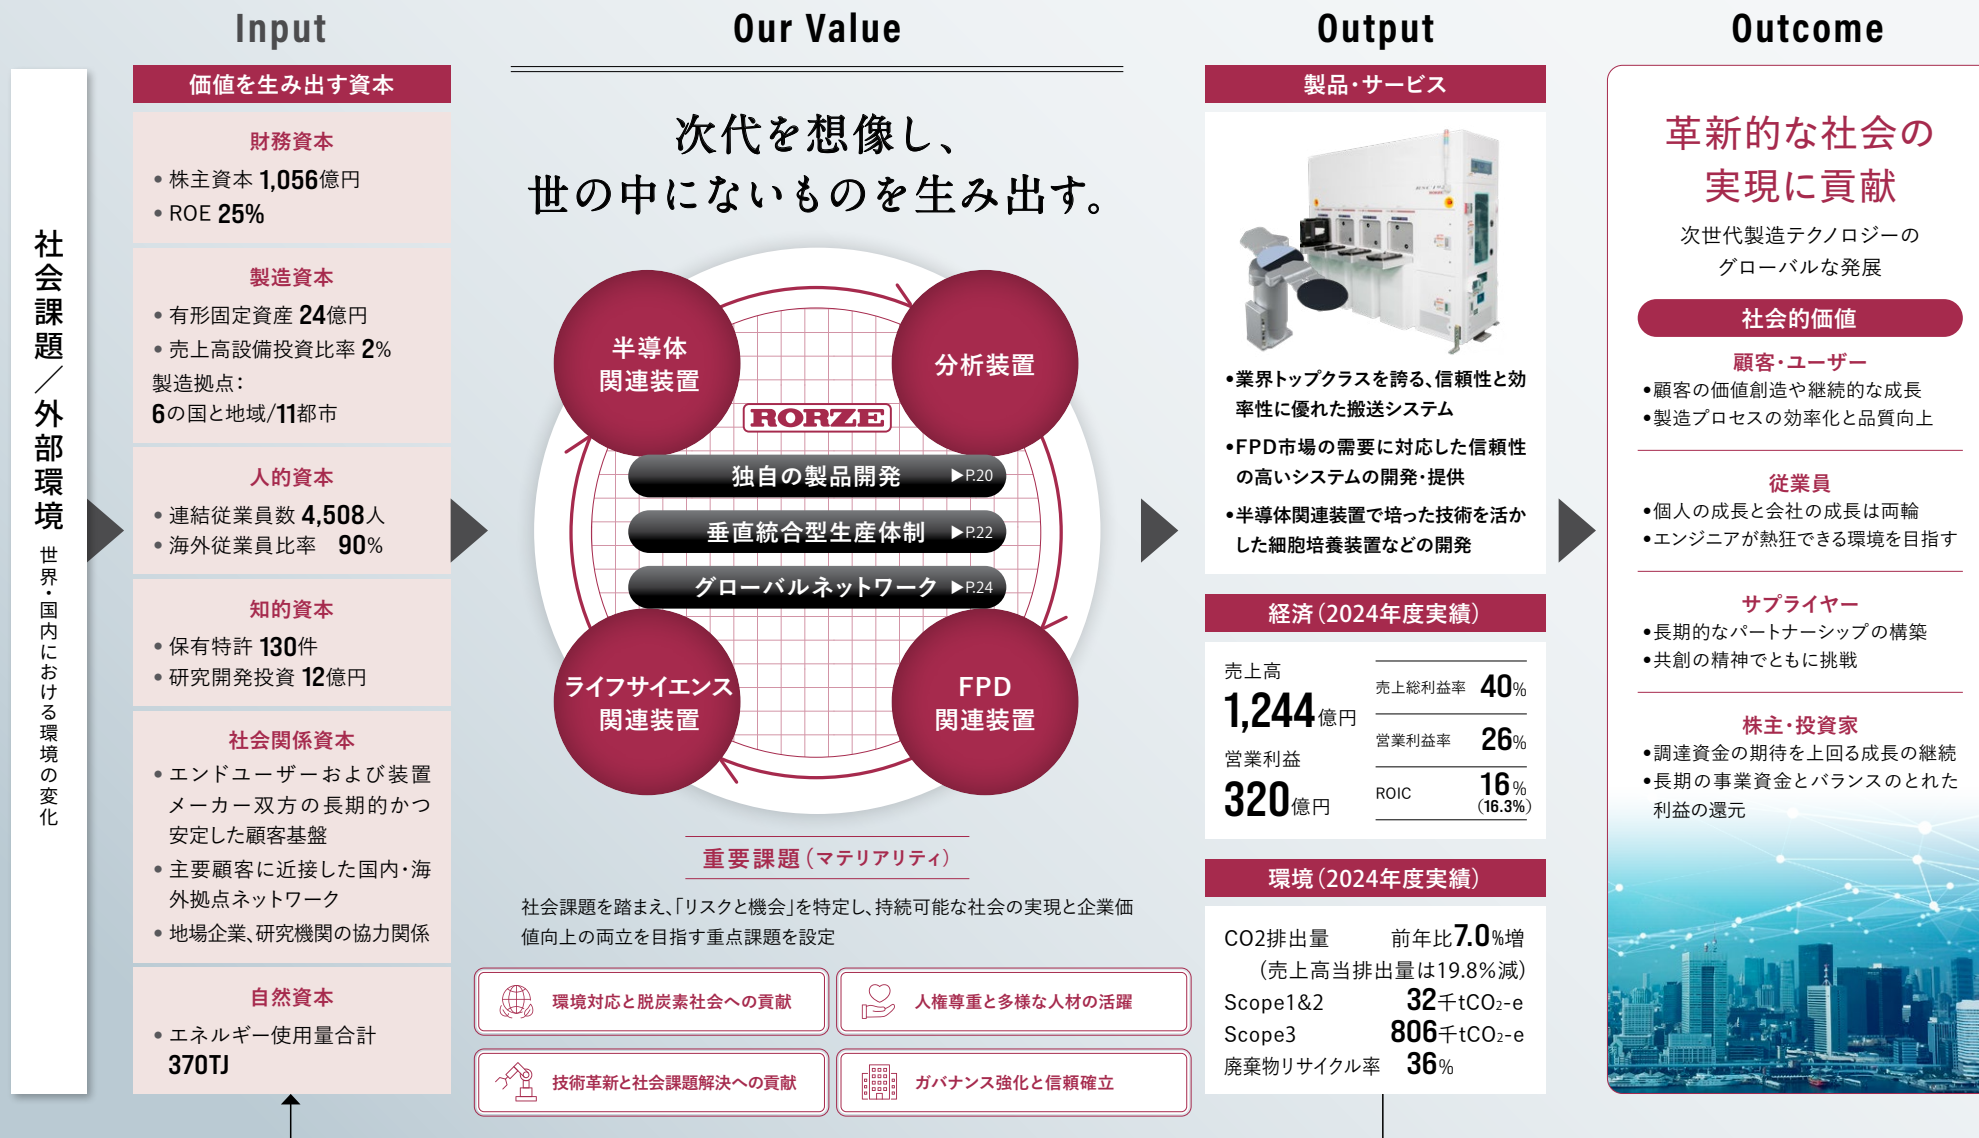 Input
Our Value
Output
Outcome
社会課題／外部環境 世界・国内における環境の変化
価値を生み出す資本
財務資本
• 株主資本 1,056億円
• ROE 25%
製造資本
• 有形固定資産 24億円
• 売上高設備投資比率 2%
製造拠点：
6の国と地域/11都市
人的資本
• 連結従業員数 4,508人
• 海外従業員比率 90%
知的資本
• 保有特許 130件
• 研究開発投資 12億円
社会関係資本
• エンドユーザーおよび装置
メーカー双方の長期的かつ
安定した顧客基盤
• 主要顧客に近接した国内・海
外拠点ネットワーク
• 地場企業、研究機関の協力関係
自然資本
• エネルギー使用量合計
370TJ
次代を想像し、
世の中にないものを生み出す。
半導体
関連装置
分析装置
RORZE
独自の製品開発 ▶P.20
垂直統合型生産体制 ▶P.22
グローバルネットワーク ▶P.24
ライフサイエンス
関連装置
FPD
関連装置
重要課題（マテリアリティ）
社会課題を踏まえ、「リスクと機会」を特定し、持続可能な社会の実現と企業価
値向上の両立を目指す重点課題を設定
環境対応と脱炭素社会への貢献
人権尊重と多様な人材の活躍
技術革新と社会課題解決への貢献
ガバナンス強化と信頼確立
製品・サービス
•業界トップクラスを誇る、信頼性と効
率性に優れた搬送システム
•FPD市場の需要に対応した信頼性
の高いシステムの開発・提供
•半導体関連装置で培った技術を活か
した細胞培養装置などの開発
経済（2024年度実績）
売上高
1,244億円
営業利益
320億円
売上総利益率 40%
営業利益率 26%
ROIC 16%
（16.3%）
環境（2024年度実績）
CO2排出量 前年比7.0%増
（売上高当排出量は19.8%減）
Scope1&2 32千tCO₂-e
Scope3 806千tCO₂-e
廃棄物リサイクル率 36%
革新的な社会の
実現に貢献
次世代製造テクノロジーの
グローバルな発展
社会的価値
顧客・ユーザー
•顧客の価値創造や継続的な成長
•製造プロセスの効率化と品質向上
従業員
•個人の成長と会社の成長は両輪
•エンジニアが熱狂できる環境を目指す
サプライヤー
•長期的なパートナーシップの構築
•共創の精神でともに挑戦
株主・投資家
•調達資金の期待を上回る成長の継続
•長期の事業資金とバランスのとれた
利益の還元